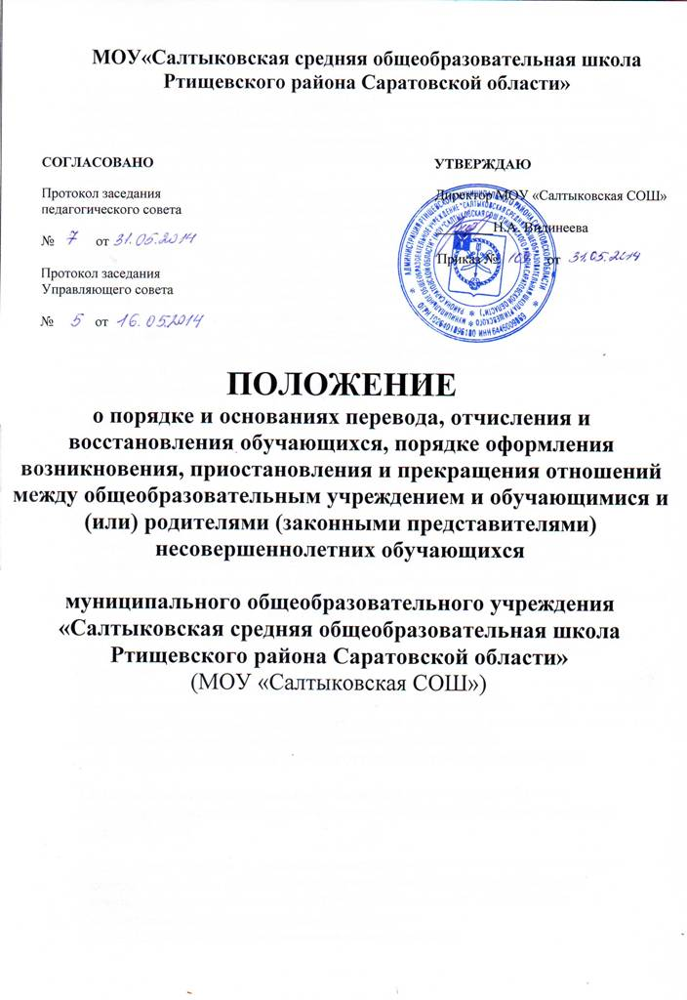 МОУ«Салтыковская средняя общеобразовательная школа
Ртищевского района Саратовской области»
СОГЛАСОВАНО
Протокол заседания
педагогического совета
№ 7 от 31.05.2014
Протокол заседания
Управляющего совета
№ 5 от 16.05.2014
УТВЕРЖДАЮ
Директор МОУ «Салтыковская СОШ»
Н.А. Видинеева
Приказ № от 31.05.2014
ПОЛОЖЕНИЕ
о порядке и основаниях перевода, отчисления и
восстановления обучающихся, порядке оформления
возникновения, приостановления и прекращения отношений
между общеобразовательным учреждением и обучающимися и
(или) родителями (законными представителями)
несовершеннолетних обучающихся
муниципального общеобразовательного учреждения
«Салтыковская средняя общеобразовательная школа
Ртищевского района Саратовской области»
(МОУ «Салтыковская СОШ»)